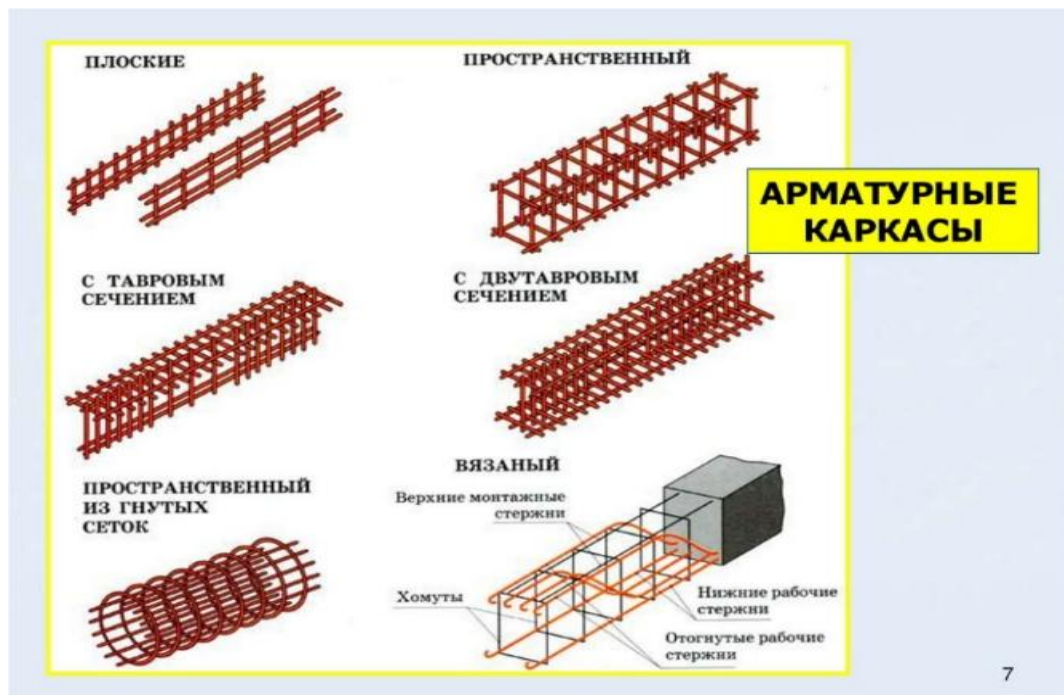 ПЛОСКИЕ
ПРОСТРАНСТВЕННЫЙ
АРМАТУРНЫЕ
КАРКАСЫ
С ТАВРОВЫМ
СЕЧЕНИЕМ
С ДВУТАВРОВЫМ
СЕЧЕНИЕМ
ПРОСТРАНСТВЕННЫЙ
ИЗ ГНУТЫХ
СЕТОК
ВЯЗАНЫЙ
Верхние монтажные
стержни
Хомуты
Нижние рабочие
стержни
Отогнутые рабочие
стержни
7